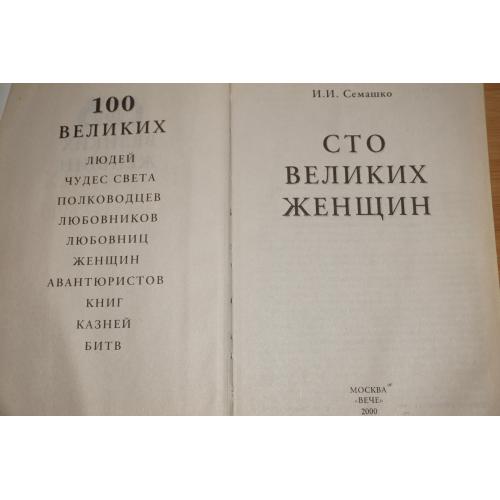 100
ВЕЛИКИХ
ЛЮДЕЙ
ЧУДЕС СВЕТА
ПОЛКОВОДЦЕВ
ЛЮБОВНИКОВ
ЛЮБОВНИЦ
ЖЕНЩИН
АВАНТЮРИСТОВ
КНИГ
КАЗНЕЙ
БИТВ
И.И. Семашко
СТО
ВЕЛИКИХ
ЖЕНЩИН
МОСКВА
«ВЕЧЕ»
2000